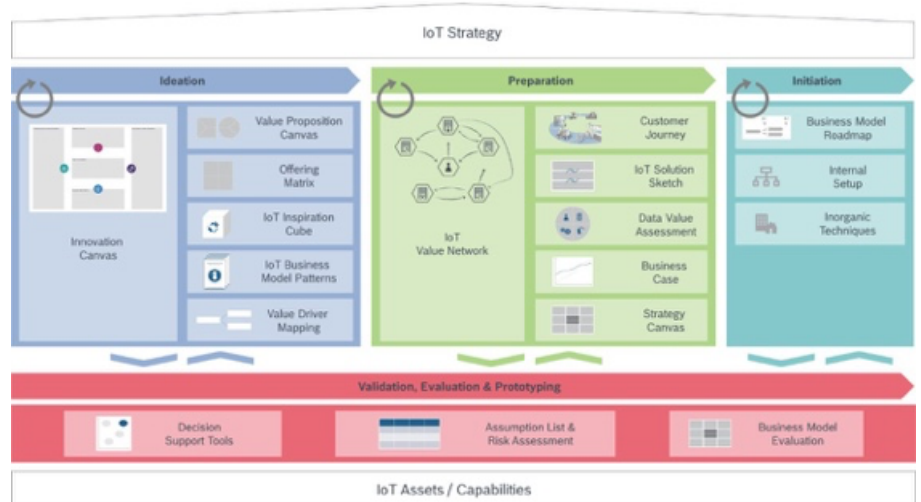 IoT Strategy
Ideation
Preparation
Initiation
Innovation
Canvas
Value Proposition
Canvas
Offering
Matrix
IoT Inspiration
Cube
IoT Business
Model Patterns
Value Driver
Mapping
IoT
Value Network
Customer
Journey
IoT Solution
Sketch
Data Value
Assessment
Business
Case
Strategy
Canvas
Business Model
Roadmap
Internal
Setup
Inorganic
Techniques
Validation, Evaluation & Prototyping
Decision
Support Tools
Assumption List &
Risk Assessment
Business Model
Evaluation
IoT Assets / Capabilities